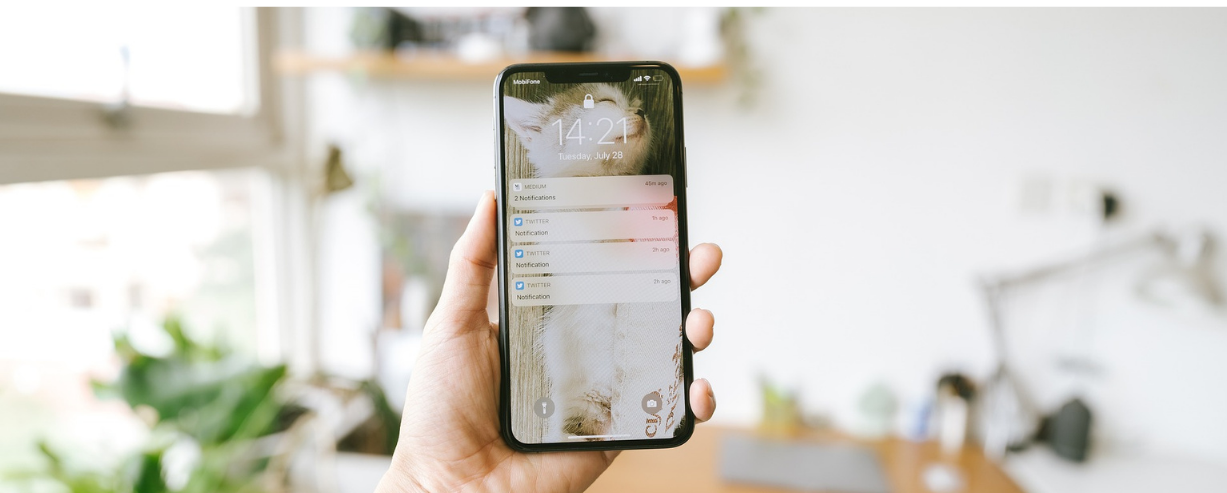 MobiFone
14:21
Tuesday, July 28
MEDIUM 45m ago
2 Notifications
TWITTER 1h ago
Notification
TWITTER 2h ago
Notification
TWITTER 2h ago
Notification